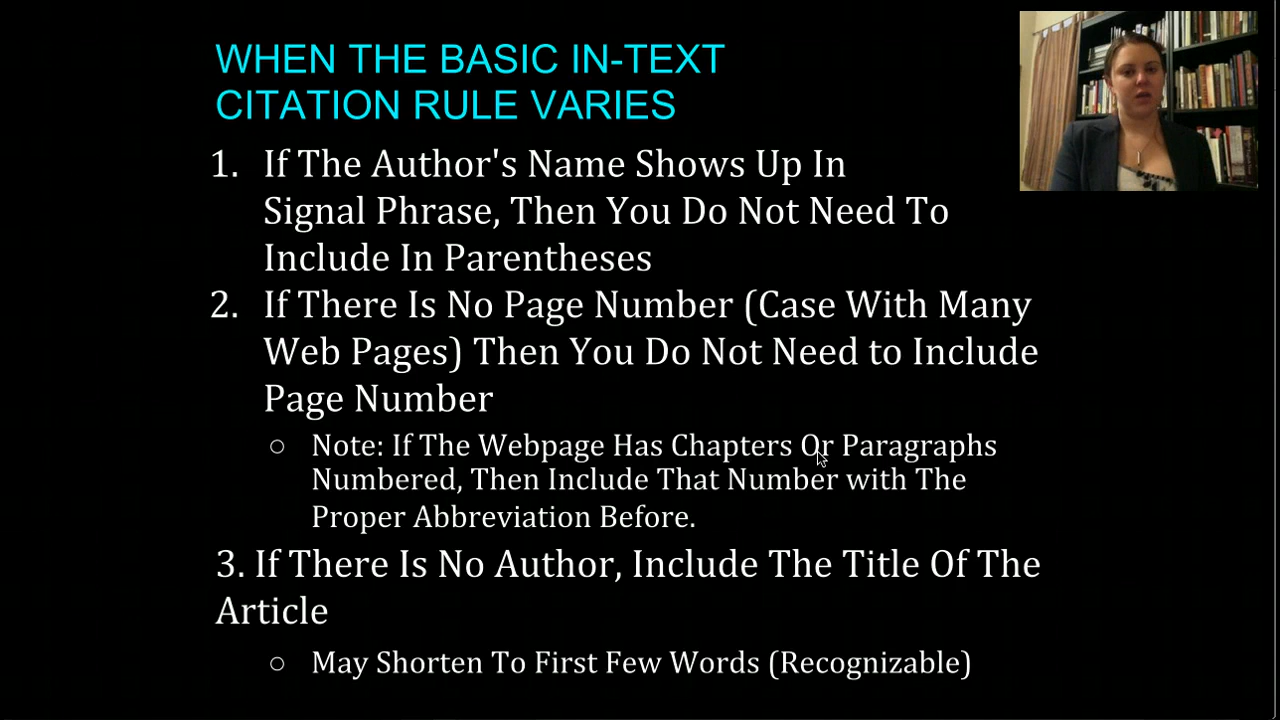 WHEN THE BASIC IN-TEXT
CITATION RULE VARIES
1. If The Author's Name Shows Up In
Signal Phrase, Then You Do Not Need To
Include In Parentheses
2. If There Is No Page Number (Case With Many
Web Pages) Then You Do Not Need to Include
Page Number
○ Note: If The Webpage Has Chapters Or Paragraphs
Numbered, Then Include That Number with The
Proper Abbreviation Before.
3. If There Is No Author, Include The Title Of The
Article
○ May Shorten To First Few Words (Recognizable)